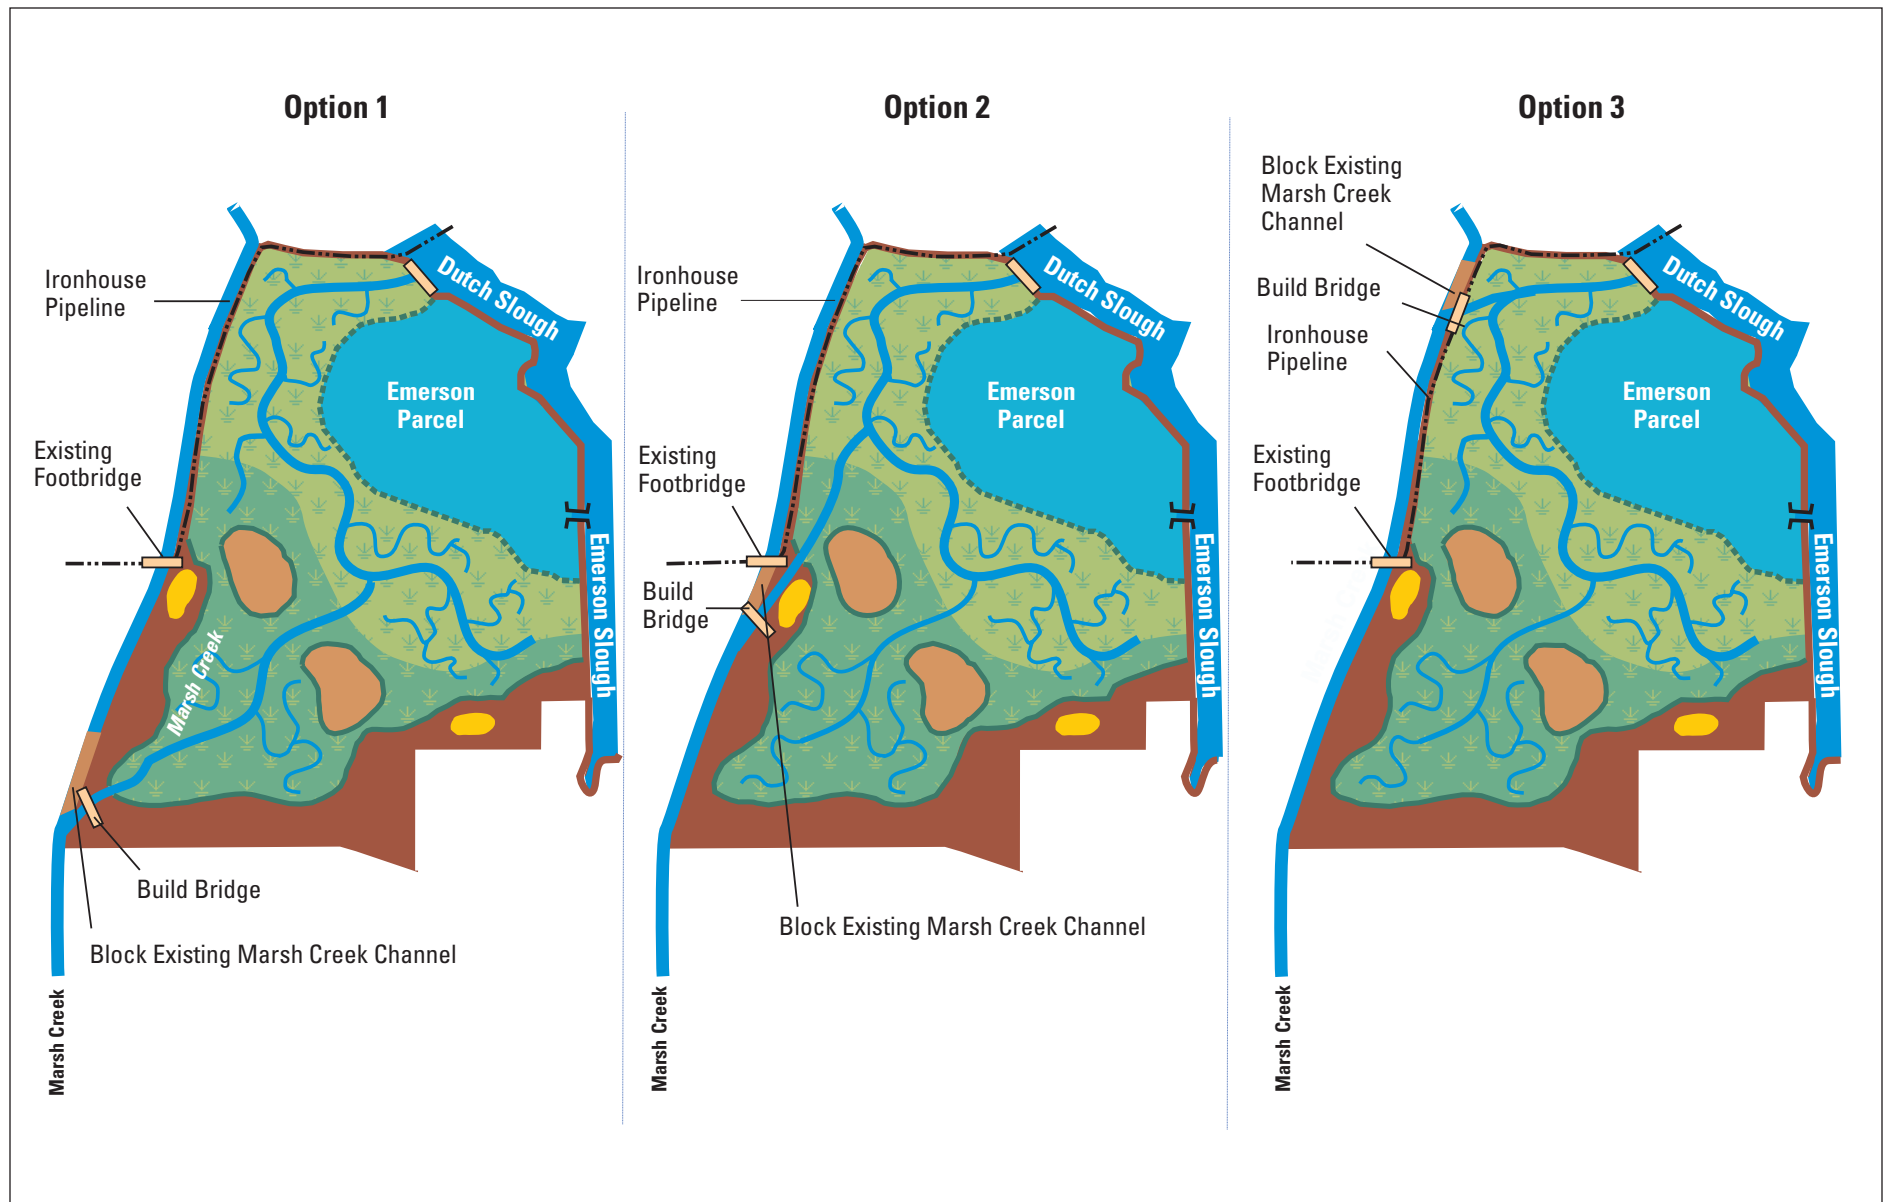 Option 1
Ironhouse
Pipeline
Dutch Slough
Emerson
Parcel
Existing
Footbridge
Emerson Slough
Marsh Creek
Build Bridge
Block Existing Marsh Creek Channel
Marsh Creek
Option 2
Ironhouse
Pipeline
Dutch Slough
Emerson
Parcel
Existing
Footbridge
Emerson Slough
Build
Bridge
Block Existing Marsh Creek Channel
Marsh Creek
Option 3
Block Existing
Marsh Creek
Channel
Build Bridge
Ironhouse
Pipeline
Dutch Slough
Emerson
Parcel
Existing
Footbridge
Emerson Slough
Marsh Creek